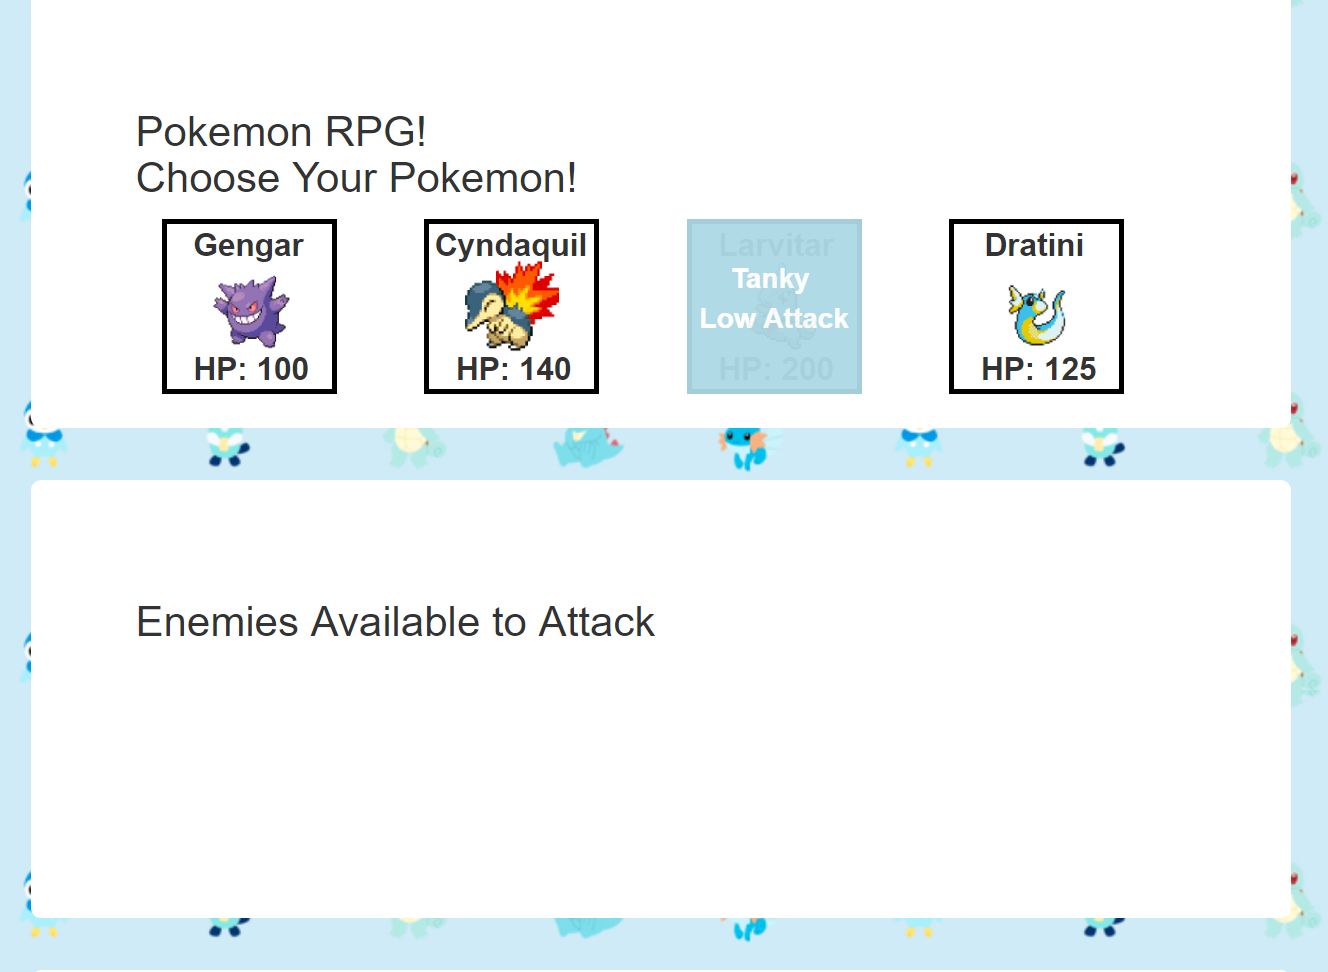 Pokemon RPG!
Choose Your Pokemon!
Gengar
HP: 100
Cyndaquil
HP: 140
Larvitar
Tanky
Low Attack
HP: 200
Dratini
HP: 125
Enemies Available to Attack